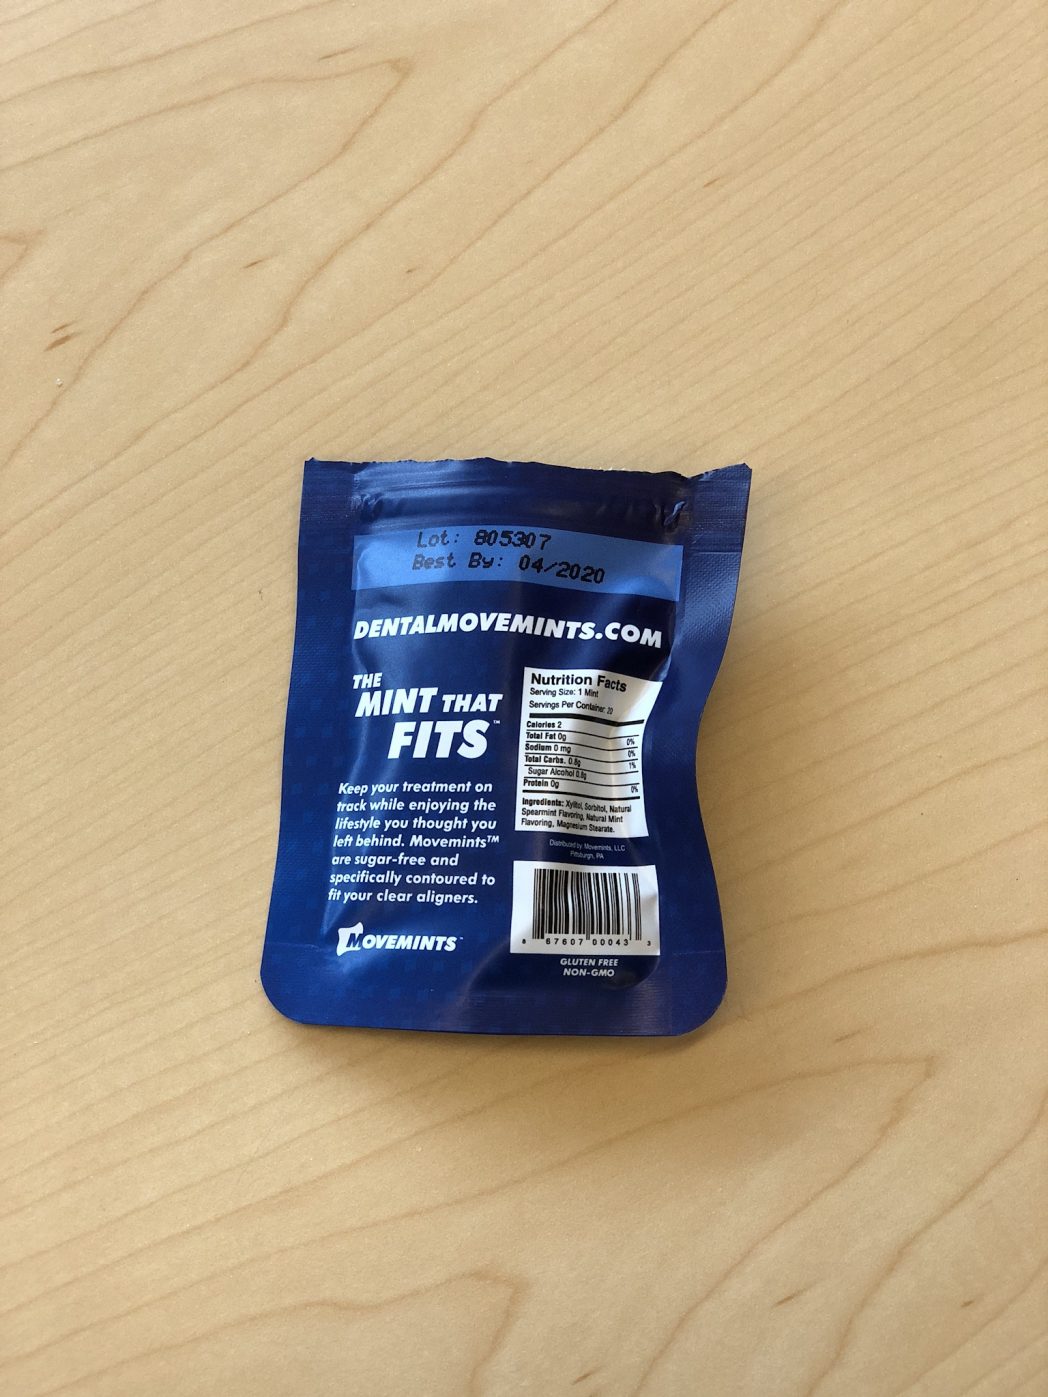 Lot: 805307
Best By: 04/2020
DENTALMOVEMINTS.COM
THE
MINT THAT
FITS™
Keep your treatment on
track while enjoying the
lifestyle you thought you
left behind. Movemints™
are sugar-free and
specifically contoured to
fit your clear aligners.
MOVEMINTS™
Nutrition Facts
Serving Size: 1 Mint
Servings Per Container: 20
Calories 2
Total Fat 0g 0%
Sodium 0 mg 0%
Total Carbs. 0.8g 1%
Sugar Alcohol 0.8g
Protein 0g 0%
Ingredients: Xylitol, Sorbitol, Natural
Spearmint Flavoring, Natural Mint
Flavoring, Magnesium Stearate.
Distributed by: Movemints, LLC
Pittsburgh, PA
8 67607 00043 3
GLUTEN FREE
NON-GMO